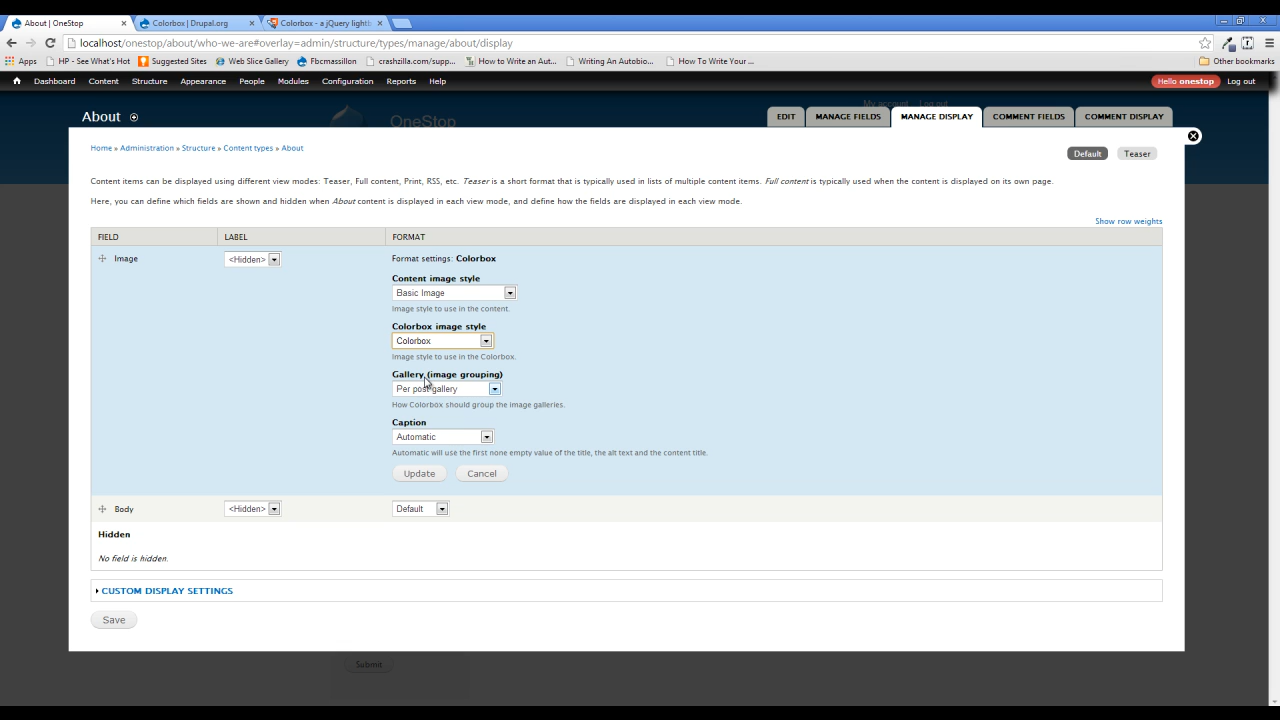 About | OneStop
Colorbox | Drupal.org
Colorbox - a jQuery lightb
localhost/onestop/about/who-we-are#overlay=admin/structure/types/manage/about/display
Apps HP - See What's Hot Suggested Sites Web Slice Gallery Fbcmassillon crashzilla.com/supp... How to Write an Aut... Writing An Autobio... How To Write Your ... Other bookmarks
Dashboard Content Structure Appearance People Modules Configuration Reports Help Hello onestop Log out
My account Log out
About
OneStop
EDIT MANAGE FIELDS MANAGE DISPLAY COMMENT FIELDS COMMENT DISPLAY
Home » Administration » Structure » Content types » About
Default Teaser
Content items can be displayed using different view modes: Teaser, Full content, Print, RSS, etc. Teaser is a short format that is typically used in lists of multiple content items. Full content is typically used when the content is displayed on its own page.
Here, you can define which fields are shown and hidden when About content is displayed in each view mode, and define how the fields are displayed in each view mode.
Show row weights
FIELD LABEL FORMAT
Image <Hidden> Format settings: Colorbox
Content image style
Basic Image
Image style to use in the content.
Colorbox image style
Colorbox
Image style to use in the Colorbox.
Gallery (image grouping)
Per post gallery
How Colorbox should group the image galleries.
Caption
Automatic
Automatic will use the first none empty value of the title, the alt text and the content title.
Update Cancel
Body <Hidden> Default
Hidden
No field is hidden.
CUSTOM DISPLAY SETTINGS
Save
Submit